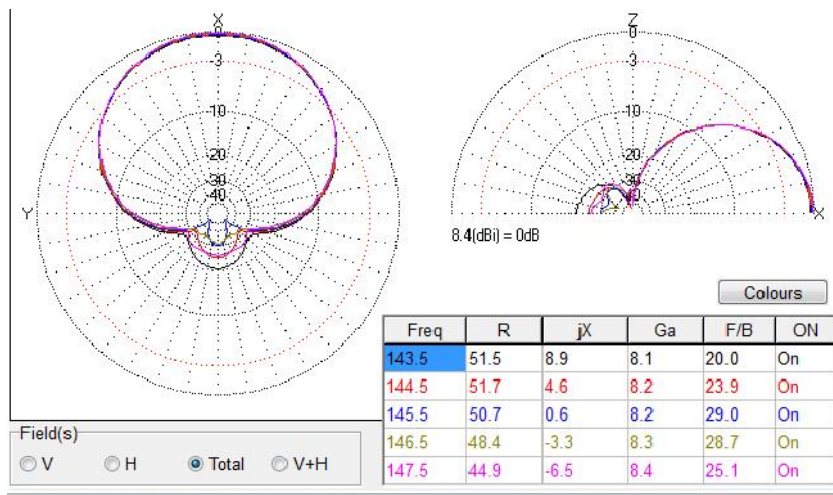 X
0
-3
-10
-20
-30
-40
Y
Z
0
-3
-10
-20
-30
-40
X
8.4(dBi) = 0dB
Colours
Freq R jX Ga F/B ON
143.5 51.5 8.9 8.1 20.0 On
144.5 51.7 4.6 8.2 23.9 On
145.5 50.7 0.6 8.2 29.0 On
146.5 48.4 -3.3 8.3 28.7 On
147.5 44.9 -6.5 8.4 25.1 On
Field(s)
V H Total V+H